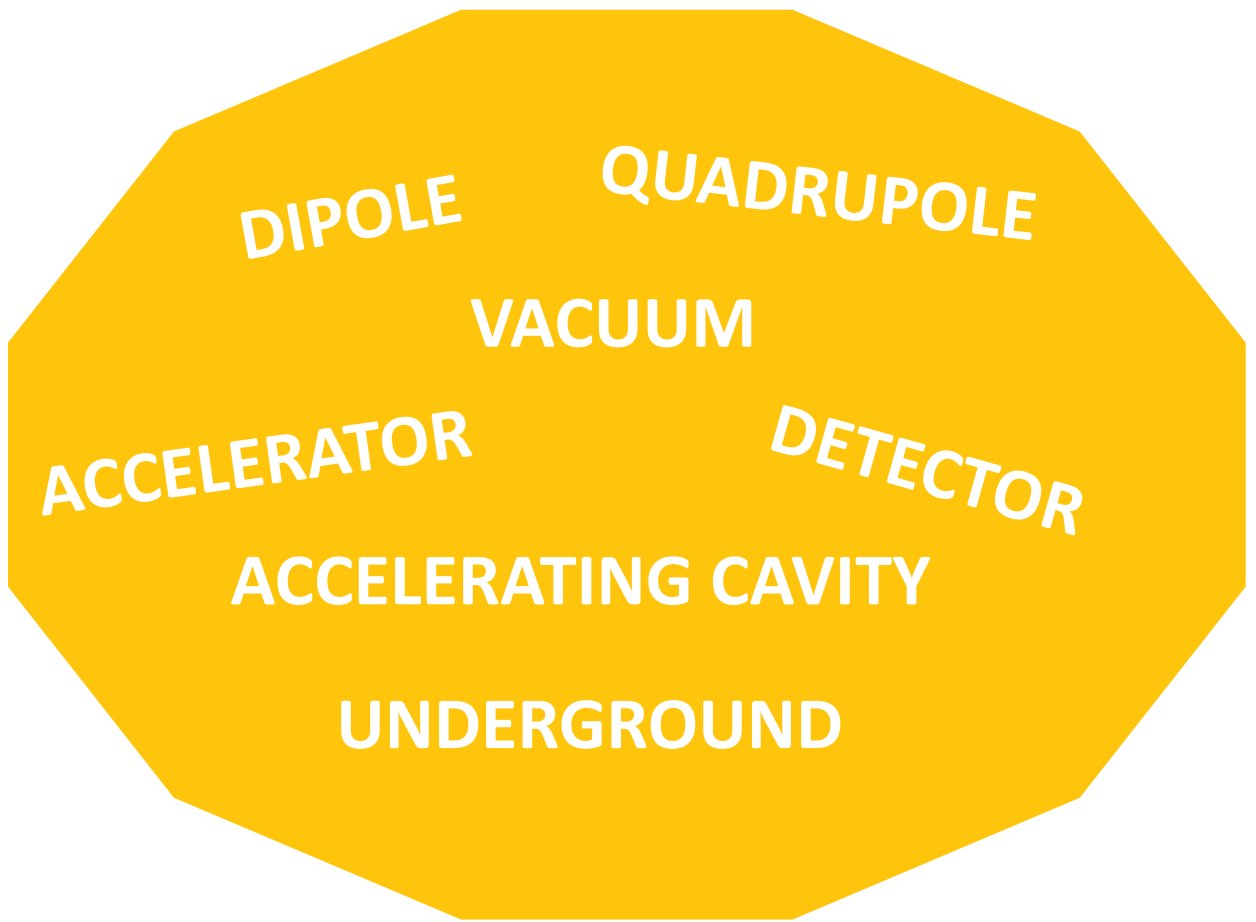 DIPOLE
QUADRUPOLE
VACUUM
ACCELERATOR
DETECTOR
ACCELERATING CAVITY
UNDERGROUND